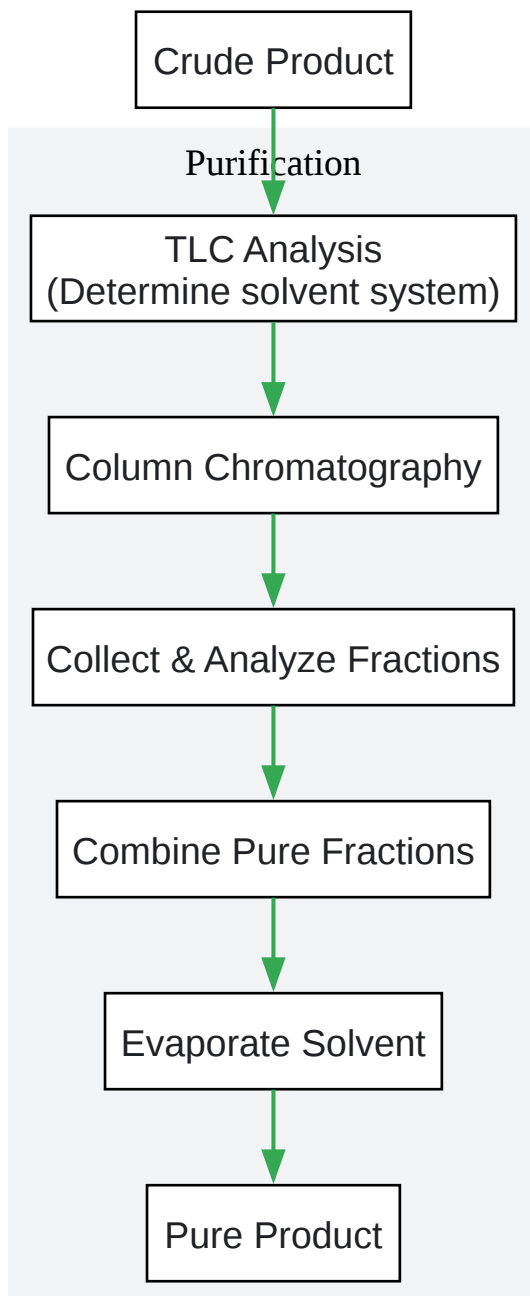 Crude Product
Purification
TLC Analysis
(Determine solvent system)
Column Chromatography
Collect & Analyze Fractions
Combine Pure Fractions
Evaporate Solvent
Pure Product